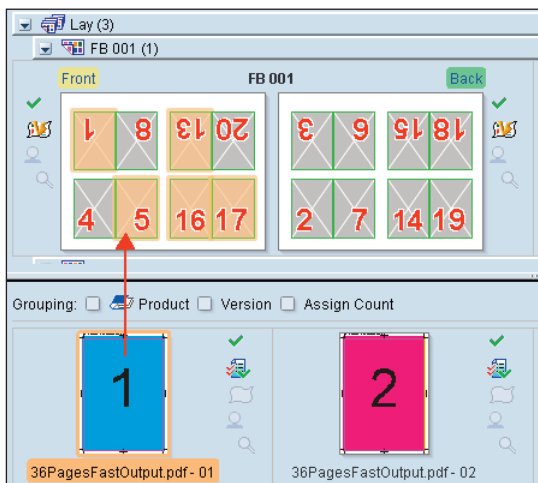 Lay (3)
FB 001 (1)
Front FB 001 Back
1 8 13 20 3 6 15 18
4 5 16 17 2 7 14 19
Grouping: Product Version Assign Count
1 2
36PagesFastOutput.pdf - 01 36PagesFastOutput.pdf - 02